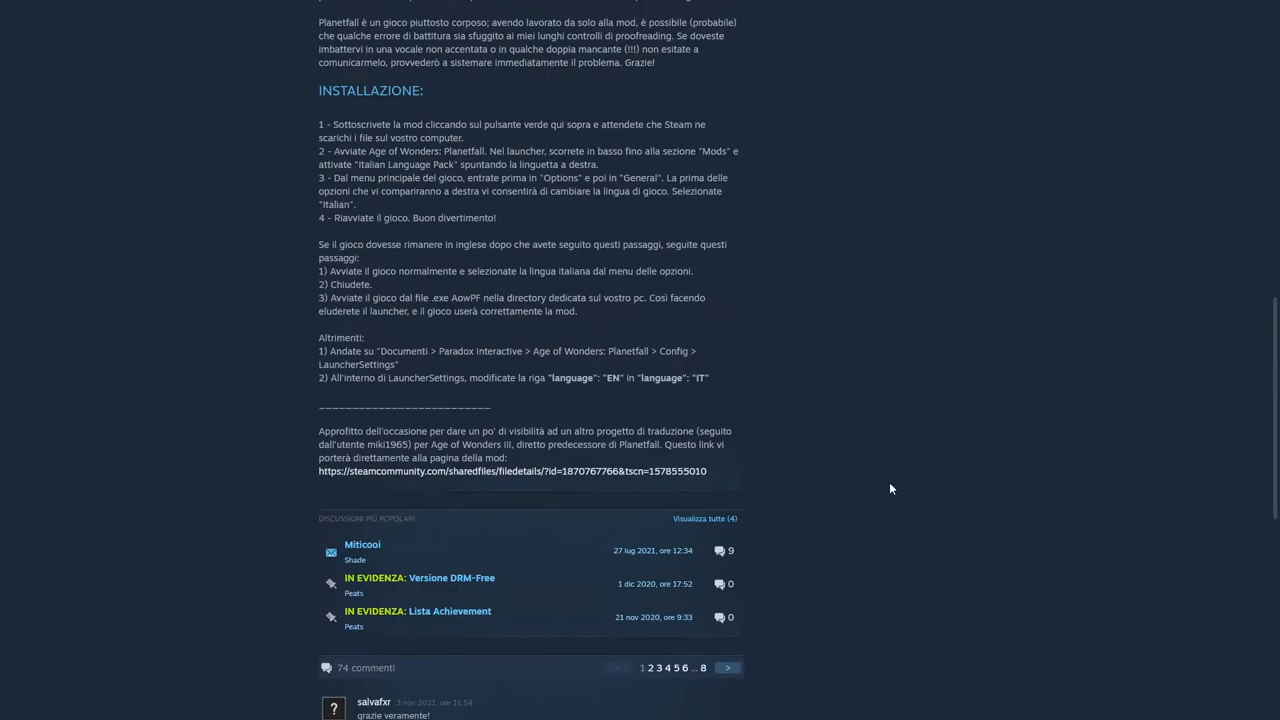 Planetfall è un gioco piuttosto corposo; avendo lavorato da solo alla mod, è possibile (probabile)
che qualche errore di battitura sia sfuggito ai miei lunghi controlli di proofreading. Se doveste
imbattervi in una vocale non accentata o in qualche doppia mancante (!!!) non esitate a
comunicarmelo, provvederò a sistemare immediatamente il problema. Grazie!
INSTALLAZIONE:
1 - Sottoscrivete la mod cliccando sul pulsante verde qui sopra e attendete che Steam ne
scarichi i file sul vostro computer.
2 - Avviate Age of Wonders: Planetfall. Nel launcher, scorrete in basso fino alla sezione "Mods" e
attivate "Italian Language Pack" spuntando la linguetta a destra.
3 - Dal menu principale del gioco, entrate prima in "Options" e poi in "General". La prima delle
opzioni che vi compariranno a destra vi consentirà di cambiare la lingua di gioco. Selezionate
"Italian".
4 - Riavviate il gioco. Buon divertimento!
Se il gioco dovesse rimanere in inglese dopo che avete seguito questi passaggi, seguite questi
passaggi:
1) Avviate il gioco normalmente e selezionate la lingua italiana dal menu delle opzioni.
2) Chiudete.
3) Avviate il gioco dal file .exe AowPF nella directory dedicata sul vostro pc. Così facendo
eluderete il launcher, e il gioco userà correttamente la mod.
Altrimenti:
1) Andate su "Documenti > Paradox Interactive > Age of Wonders: Planetfall > Config >
LauncherSettings"
2) All'interno di LauncherSettings, modificate la riga "language": "EN" in "language": "IT"
__________________________
Approfitto dell'occasione per dare un po' di visibilità ad un altro progetto di traduzione (seguito
dall'utente miki1965) per Age of Wonders III, diretto predecessore di Planetfall. Questo link vi
porterà direttamente alla pagina della mod:
https://steamcommunity.com/sharedfiles/filedetails/?id=1870767766&tscn=1578555010
DISCUSSIONI PIÙ POPOLARI Visualizza tutte (4)
Miticooi 27 lug 2021, ore 12:34 9
Shade
IN EVIDENZA: Versione DRM-Free 1 dic 2020, ore 17:52 0
Peats
IN EVIDENZA: Lista Achievement 21 nov 2020, ore 9:33 0
Peats
74 commenti 1 2 3 4 5 6 ... 8 >
salvafxr 3 nov 2021, ore 11:54
grazie veramente!